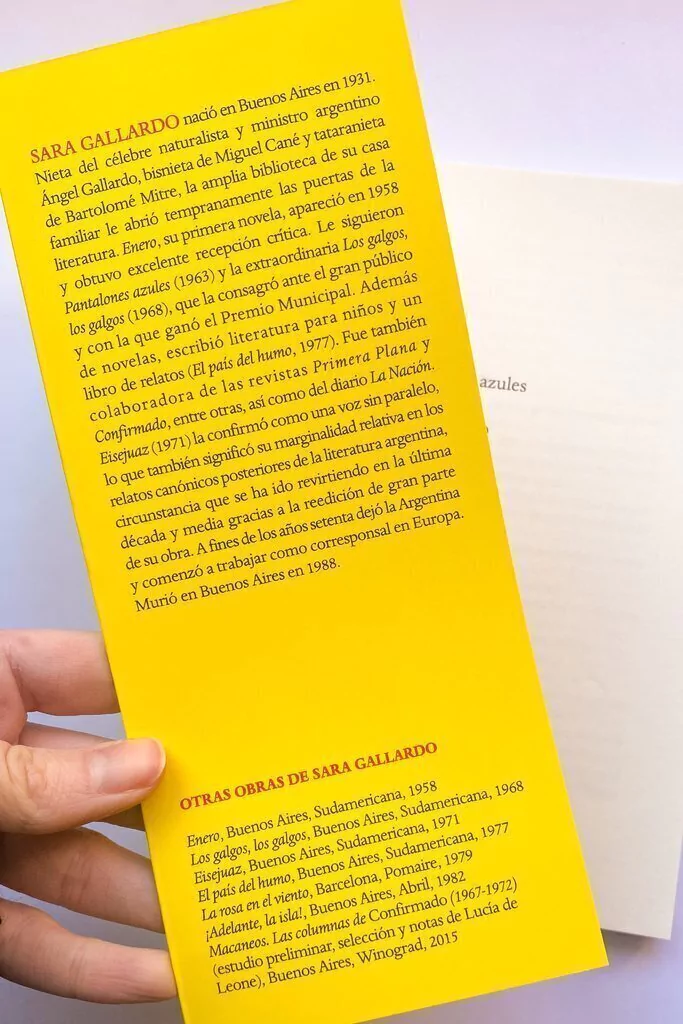 SARA GALLARDO nació en Buenos Aires en 1931.
Nieta del célebre naturalista y ministro argentino
Ángel Gallardo, bisnieta de Miguel Cané y tataranieta
de Bartolomé Mitre, la amplia biblioteca de su casa
familiar le abrió tempranamente las puertas de la
literatura. Enero, su primera novela, apareció en 1958
y obtuvo excelente recepción crítica. Le siguieron
Pantalones azules (1963) y la extraordinaria Los galgos,
los galgos (1968), que la consagró ante el gran público
y con la que ganó el Premio Municipal. Además
de novelas, escribió literatura para niños y un
libro de relatos (El país del humo, 1977). Fue también
colaboradora de las revistas Primera Plana y
Confirmado, entre otras, así como del diario La Nación.
Eisejuaz (1971) la confirmó como una voz sin paralelo,
lo que también significó su marginalidad relativa en los
relatos canónicos posteriores de la literatura argentina,
circunstancia que se ha ido revirtiendo en la última
década y media gracias a la reedición de gran parte
de su obra. A fines de los años setenta dejó la Argentina
y comenzó a trabajar como corresponsal en Europa.
Murió en Buenos Aires en 1988.
OTRAS OBRAS DE SARA GALLARDO
Enero, Buenos Aires, Sudamericana, 1958
Los galgos, los galgos, Buenos Aires, Sudamericana, 1968
Eisejuaz, Buenos Aires, Sudamericana, 1971
El país del humo, Buenos Aires, Sudamericana, 1977
La rosa en el viento, Barcelona, Pomaire, 1979
¡Adelante, la isla!, Buenos Aires, Abril, 1982
Macaneos. Las columnas de Confirmado (1967-1972)
(estudio preliminar, selección y notas de Lucía de
Leone), Buenos Aires, Winograd, 2015
azules